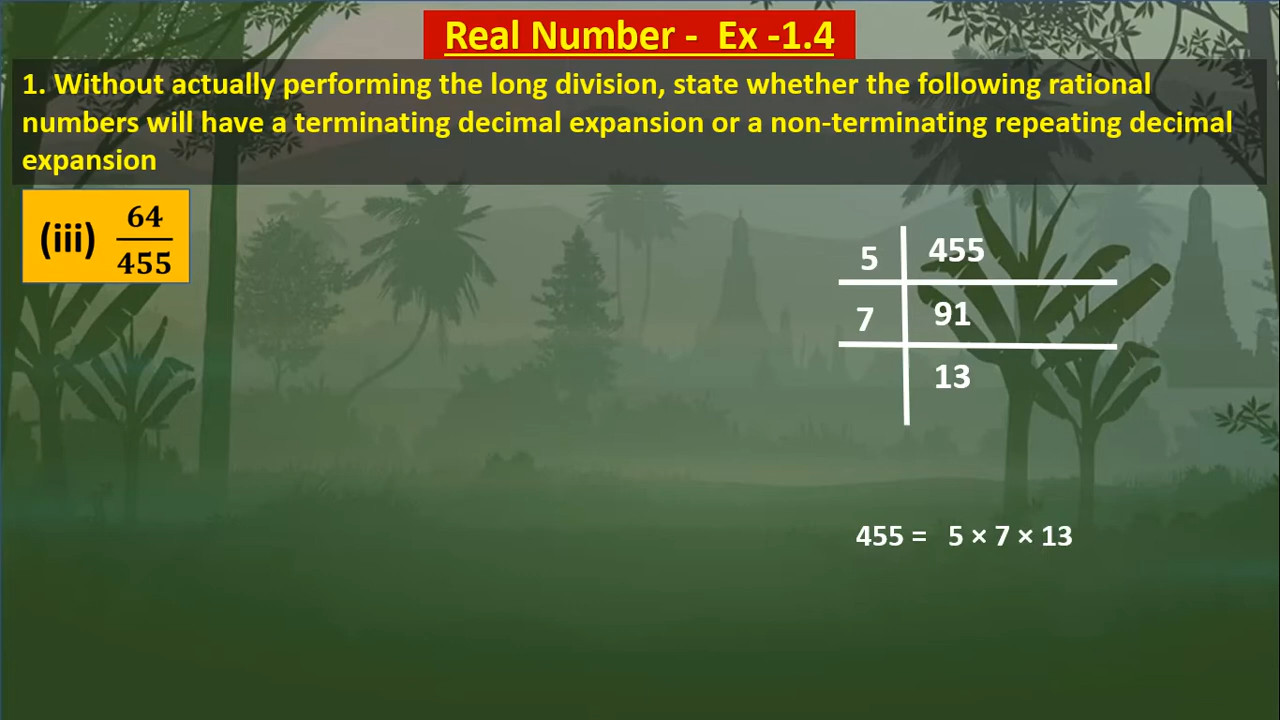 Real Number - Ex -1.4
1. Without actually performing the long division, state whether the following rational
numbers will have a terminating decimal expansion or a non-terminating repeating decimal
expansion
(iii) 64/455
5 | 455
7 | 91
13
455 = 5 × 7 × 13